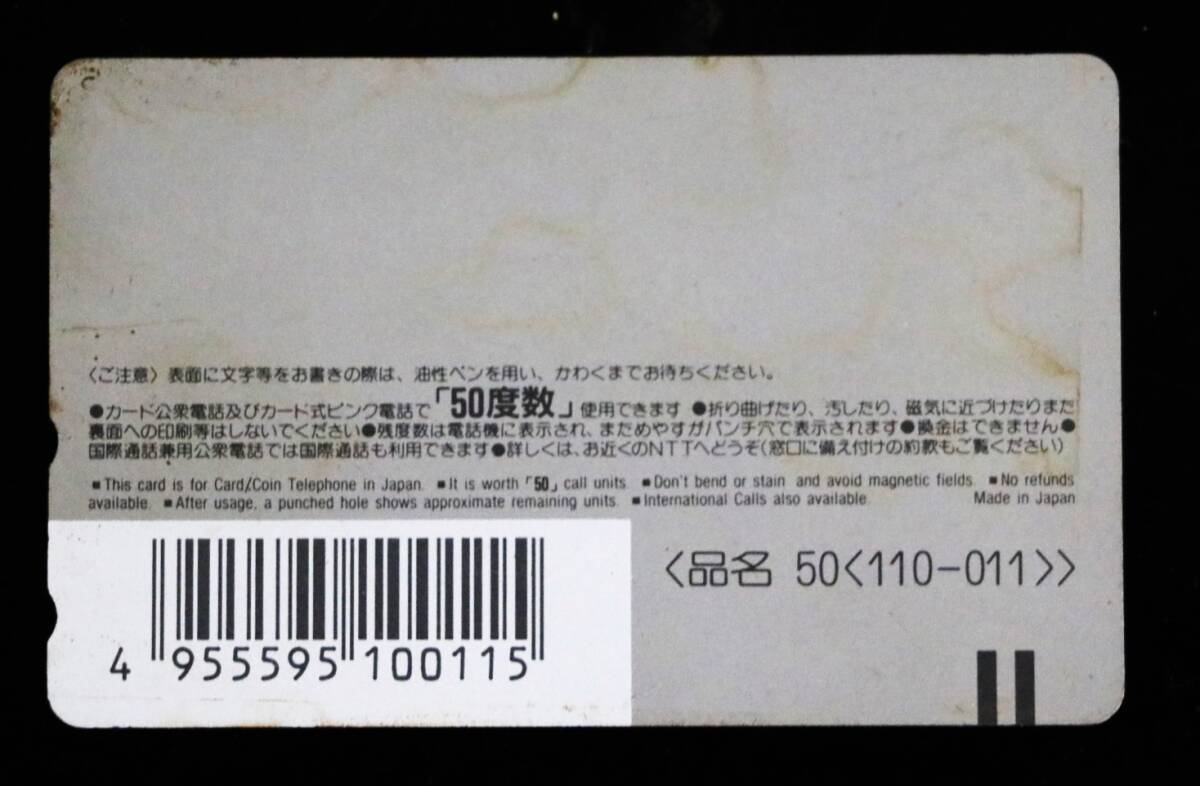 〈ご注意〉表面に文字等をお書きの際は、油性ペンを用い、かわくまでお待ちください。
●カード公衆電話及びカード式ピンク電話で「50度数」使用できます ●折り曲げたり、汚したり、磁気に近づけたりまた
裏面への印刷等はしないでください●残度数は電話機に表示され、まためやすがパンチ穴で表示されます●換金はできません●
国際通話兼用公衆電話では国際通話も利用できます●詳しくは、お近くのNTTへどうぞ(窓口に備え付けの約款もご覧ください)
■This card is for Card/Coin Telephone in Japan. ■It is worth「50」call units. ■Don't bend or stain and avoid magnetic fields. ■No refunds
available. ■After usage, a punched hole shows approximate remaining units. ■International Calls also available. Made in Japan
〈品名 50〈110-011〉〉
4 955595 100115